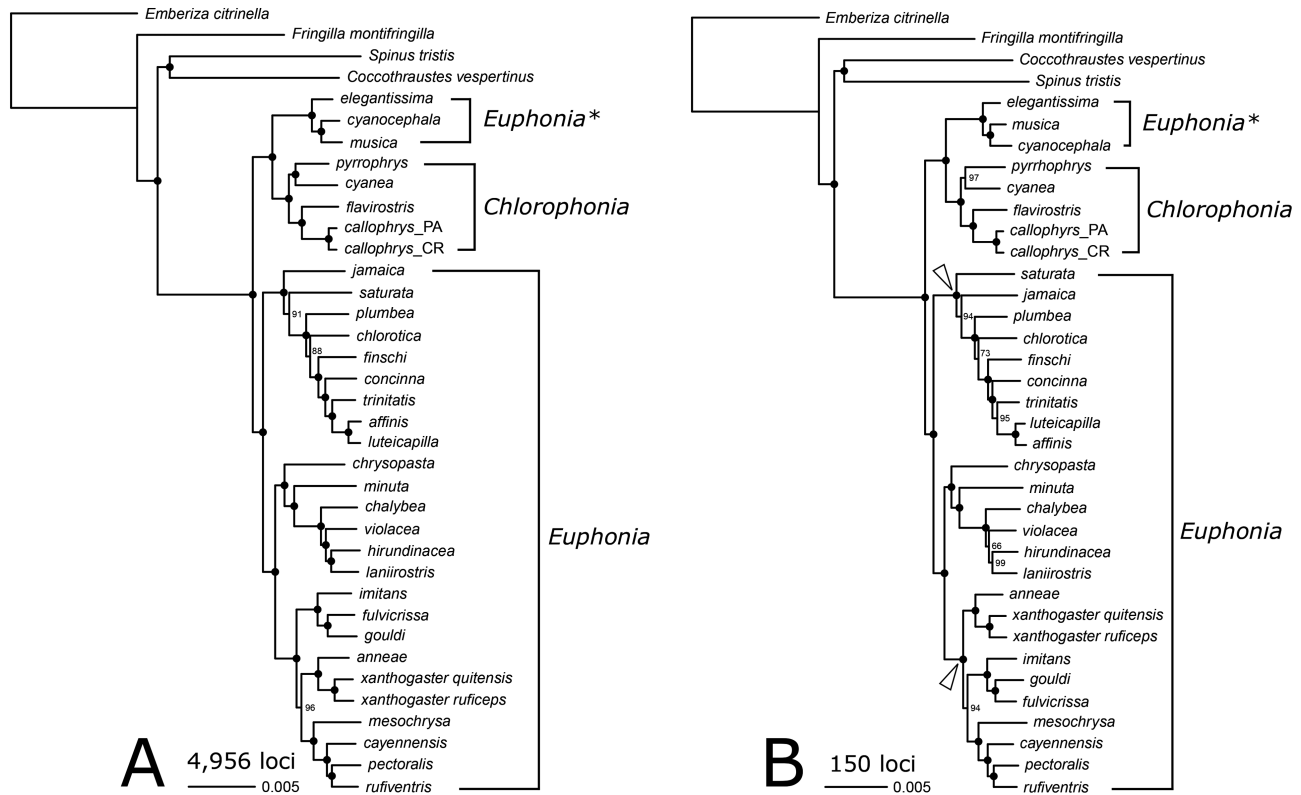 Emberiza citrinella
Fringilla montifringilla
Spinus tristis
Coccothraustes vespertinus
elegantissima
cyanocephala
musica
Euphonia*
pyrrophrys
cyanea
flavirostris
callophrys_PA
callophrys_CR
Chlorophonia
jamaica
saturata
91
plumbea
chlorotica
88
finschi
concinna
trinitatis
affinis
luteicapilla
chrysopasta
minuta
chalybea
violacea
hirundinacea
laniirostris
Euphonia
imitans
fulvicrissa
gouldi
anneae
xanthogaster quitensis
xanthogaster ruficeps
96
mesochrysa
cayennensis
pectoralis
rufiventris
A
4,956 loci
0.005
Emberiza citrinella
Fringilla montifringilla
Coccothraustes vespertinus
Spinus tristis
elegantissima
musica
cyanocephala
Euphonia*
pyrrhophrys
97
cyanea
flavirostris
callophyrs_PA
callophrys_CR
Chlorophonia
saturata
jamaica
94
plumbea
chlorotica
73
finschi
concinna
trinitatis
95
luteicapilla
affinis
chrysopasta
minuta
chalybea
violacea
66
hirundinacea
99
laniirostris
Euphonia
anneae
xanthogaster quitensis
xanthogaster ruficeps
imitans
gouldi
fulvicrissa
94
mesochrysa
cayennensis
pectoralis
rufiventris
B
150 loci
0.005